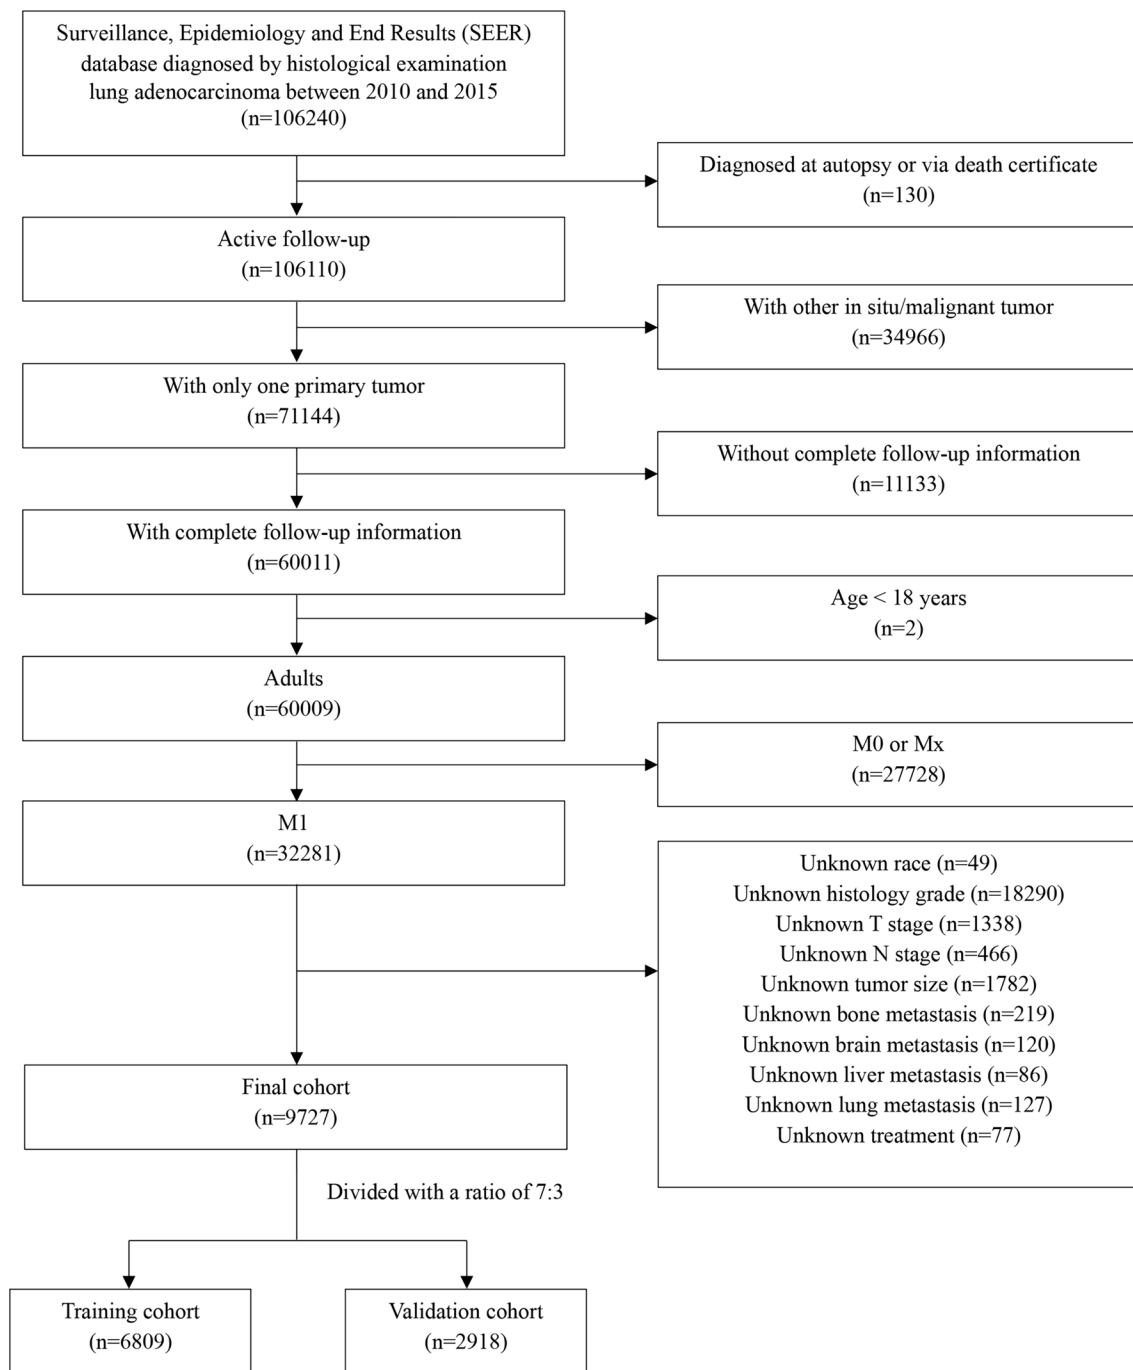 Surveillance, Epidemiology and End Results (SEER)
database diagnosed by histological examination
lung adenocarcinoma between 2010 and 2015
(n=106240)
Diagnosed at autopsy or via death certificate
(n=130)
Active follow-up
(n=106110)
With other in situ/malignant tumor
(n=34966)
With only one primary tumor
(n=71144)
Without complete follow-up information
(n=11133)
With complete follow-up information
(n=60011)
Age < 18 years
(n=2)
Adults
(n=60009)
M0 or Mx
(n=27728)
M1
(n=32281)
Unknown race (n=49)
Unknown histology grade (n=18290)
Unknown T stage (n=1338)
Unknown N stage (n=466)
Unknown tumor size (n=1782)
Unknown bone metastasis (n=219)
Unknown brain metastasis (n=120)
Unknown liver metastasis (n=86)
Unknown lung metastasis (n=127)
Unknown treatment (n=77)
Final cohort
(n=9727)
Divided with a ratio of 7:3
Training cohort
(n=6809)
Validation cohort
(n=2918)